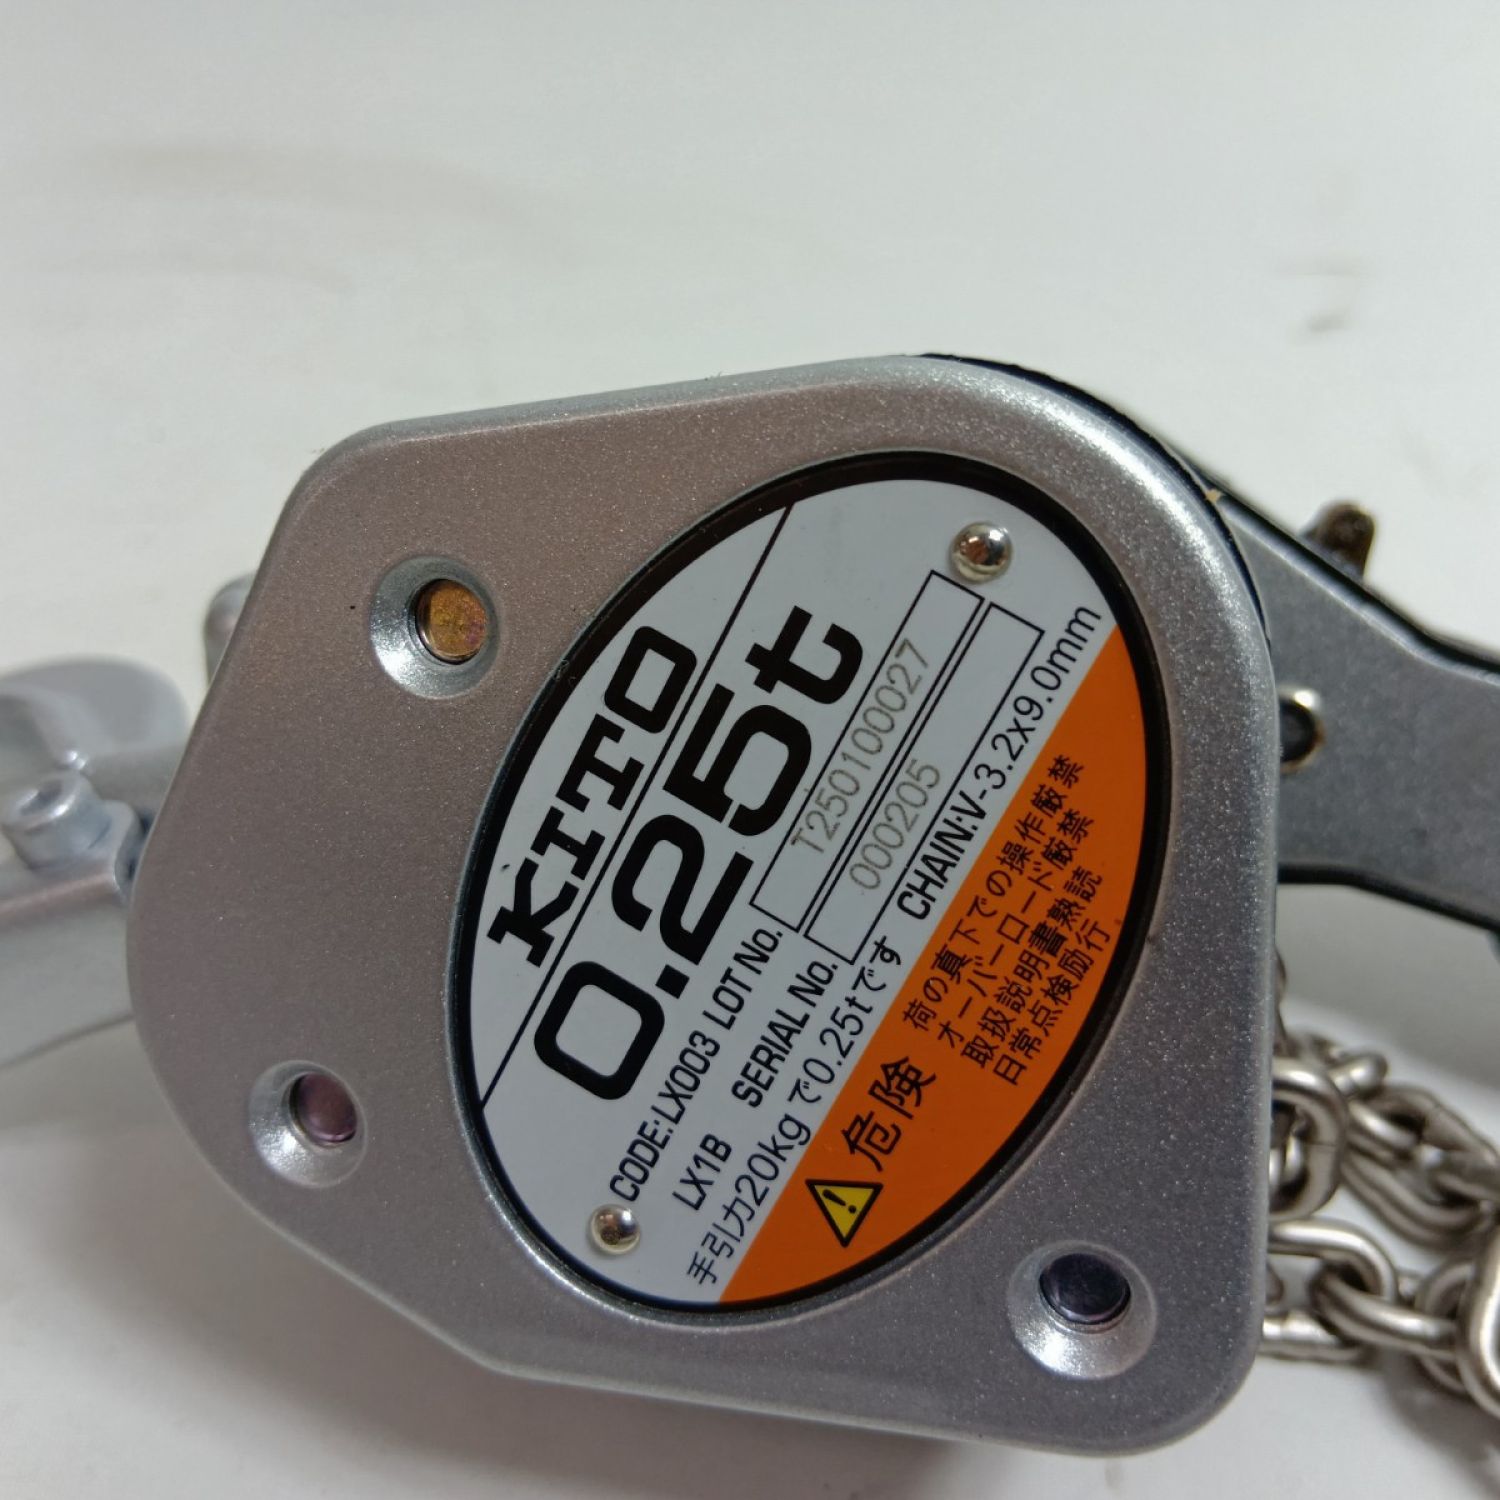 KITO
0.25t
CODE:LX003 LOT No. T250100027
LX1B SERIAL No. 000205
手引力20kgで0.25tです CHAIN:V-3.2x9.0mm
危険
荷の真下での操作厳禁
オーバーロード厳禁
取扱説明書熟読
日常点検励行